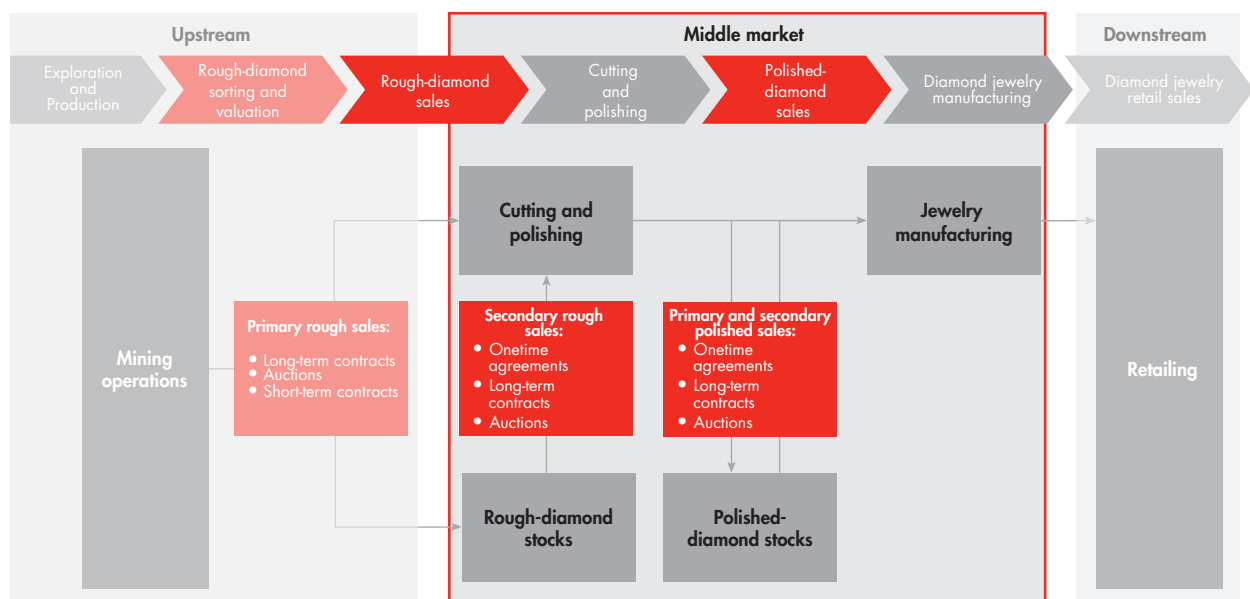 Upstream
Middle market
Downstream
Exploration
and
Production
Rough-diamond
sorting and
valuation
Rough-diamond
sales
Cutting
and
polishing
Polished-
diamond
sales
Diamond jewelry
manufacturing
Diamond jewelry
retail sales
Mining
operations
Primary rough sales:
• Long-term contracts
• Auctions
• Short-term contracts
Cutting and
polishing
Secondary rough
sales:
• Onetime
agreements
• Long-term
contracts
• Auctions
Rough-diamond
stocks
Primary and secondary
polished sales:
• Onetime
agreements
• Long-term
contracts
• Auctions
Polished-
diamond stocks
Jewelry
manufacturing
Retailing